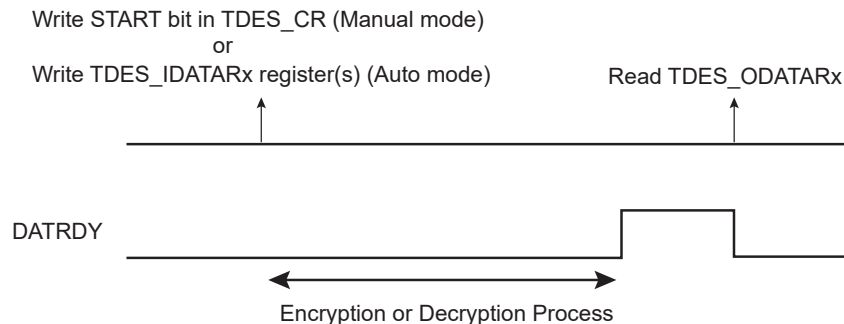 Write START bit in TDES_CR (Manual mode)
or
Write TDES_IDATARx register(s) (Auto mode)
Read TDES_ODATARx
DATRDY
Encryption or Decryption Process